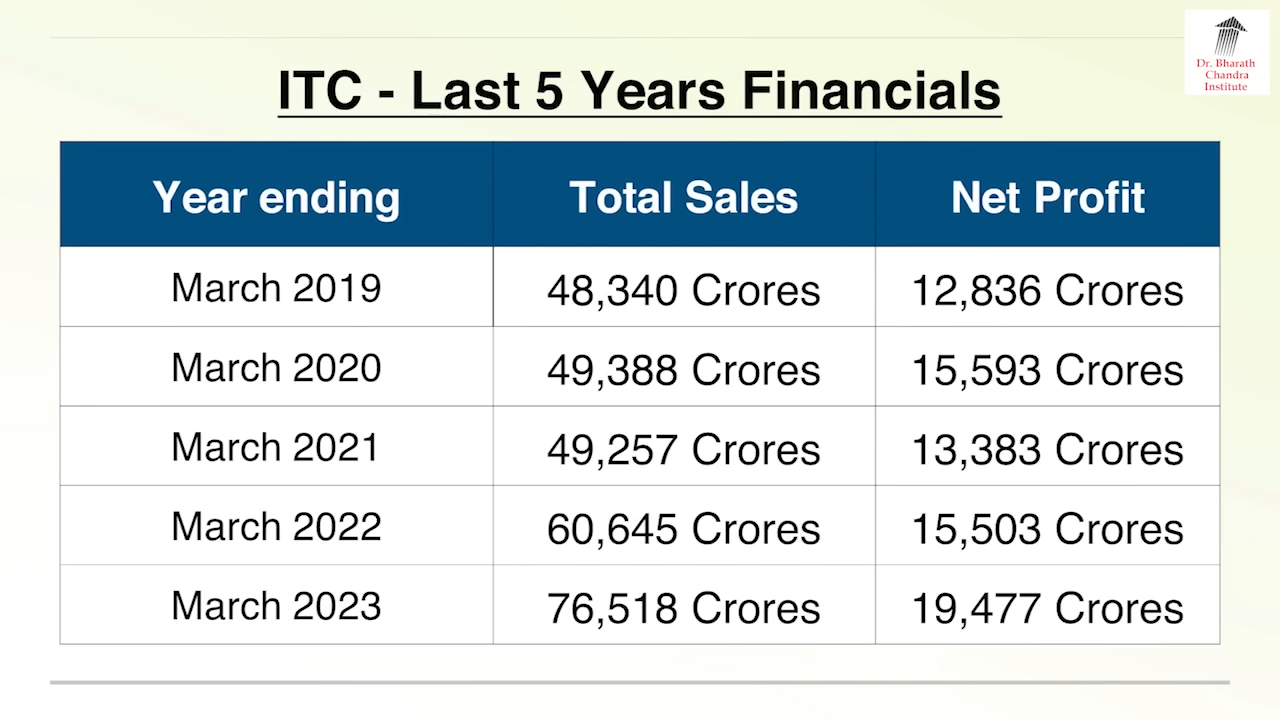 Dr. Bharath
Chandra
Institute
ITC - Last 5 Years Financials
Year ending Total Sales Net Profit
March 2019 48,340 Crores 12,836 Crores
March 2020 49,388 Crores 15,593 Crores
March 2021 49,257 Crores 13,383 Crores
March 2022 60,645 Crores 15,503 Crores
March 2023 76,518 Crores 19,477 Crores